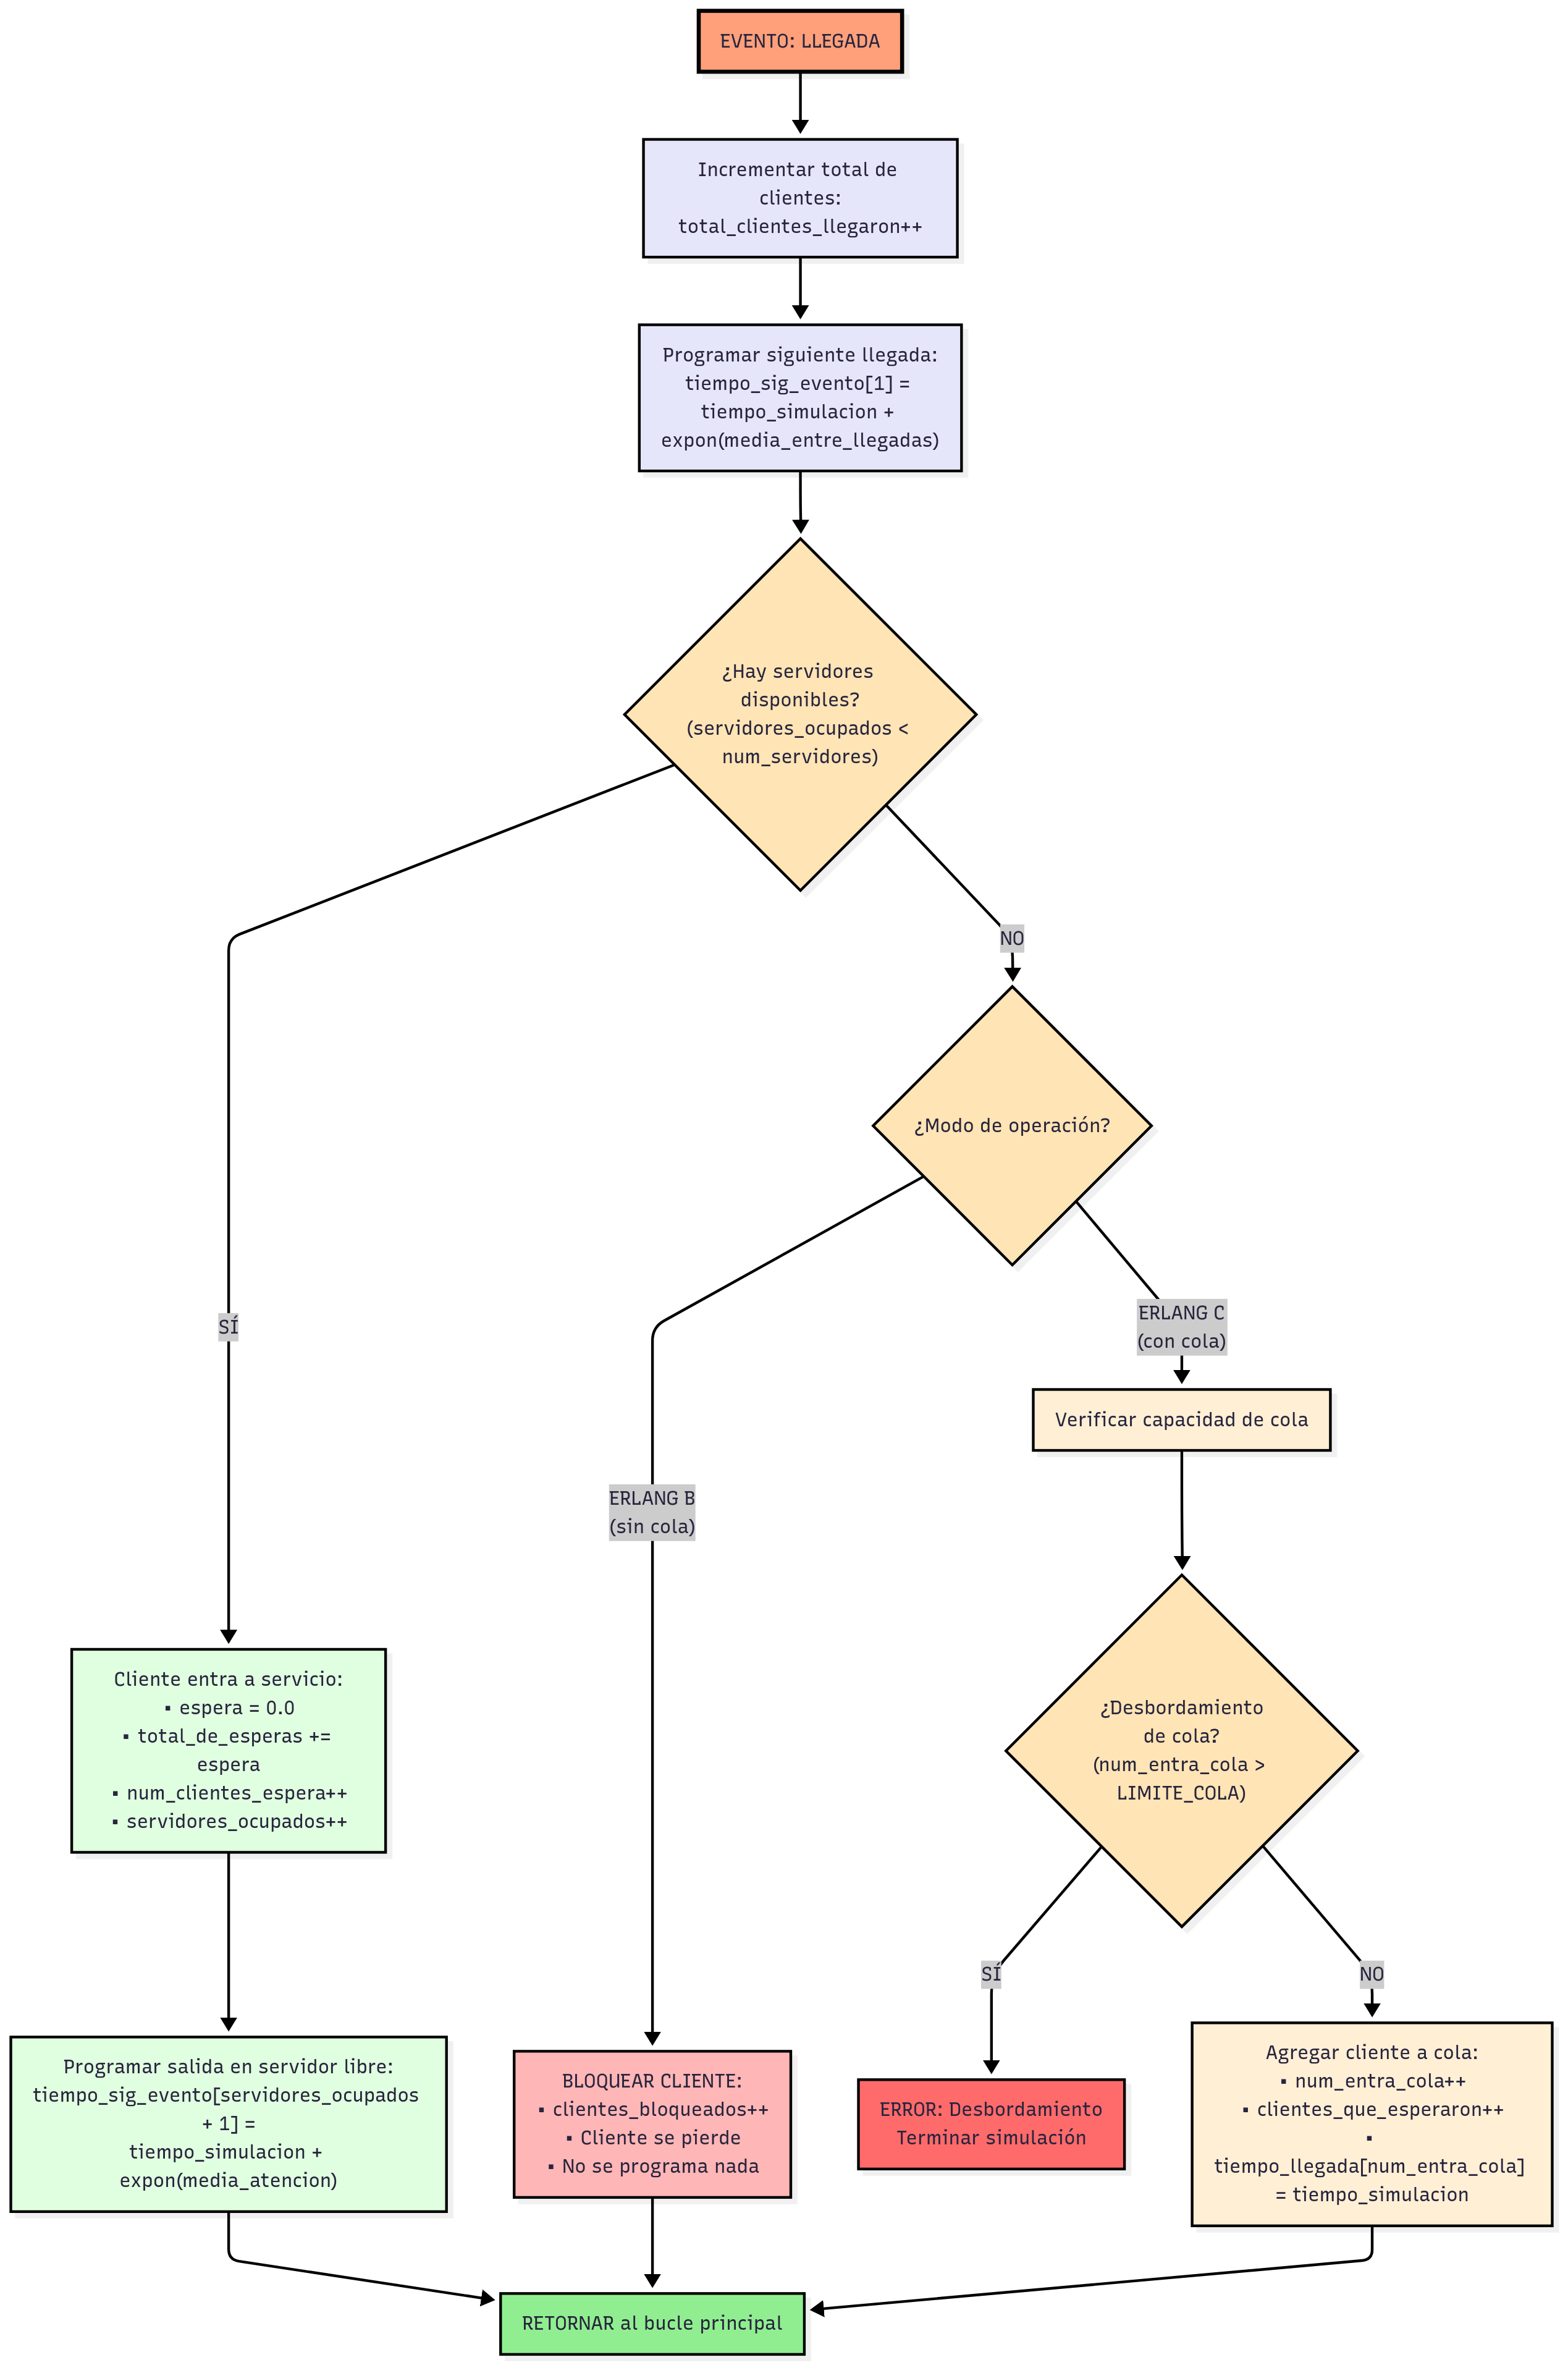 EVENTO: LLEGADA
Incrementar total de
clientes:
total_clientes_llegaron++
Programar siguiente llegada:
tiempo_sig_evento[1] =
tiempo_simulacion +
expon(media_entre_llegadas)
¿Hay servidores
disponibles?
(servidores_ocupados <
num_servidores)
NO
¿Modo de operación?
SÍ
ERLANG C
(con cola)
Verificar capacidad de cola
ERLANG B
(sin cola)
Cliente entra a servicio:
▪ espera = 0.0
▪ total_de_esperas +=
espera
▪ num_clientes_espera++
▪ servidores_ocupados++
¿Desbordamiento
de cola?
(num_entra_cola >
LIMITE_COLA)
SÍ
NO
Programar salida en servidor libre:
tiempo_sig_evento[servidores_ocupados
+ 1] =
tiempo_simulacion +
expon(media_atencion)
BLOQUEAR CLIENTE:
▪ clientes_bloqueados++
▪ Cliente se pierde
▪ No se programa nada
ERROR: Desbordamiento
Terminar simulación
Agregar cliente a cola:
▪ num_entra_cola++
▪ clientes_que_esperaron++
▪
tiempo_llegada[num_entra_cola]
= tiempo_simulacion
RETORNAR al bucle principal